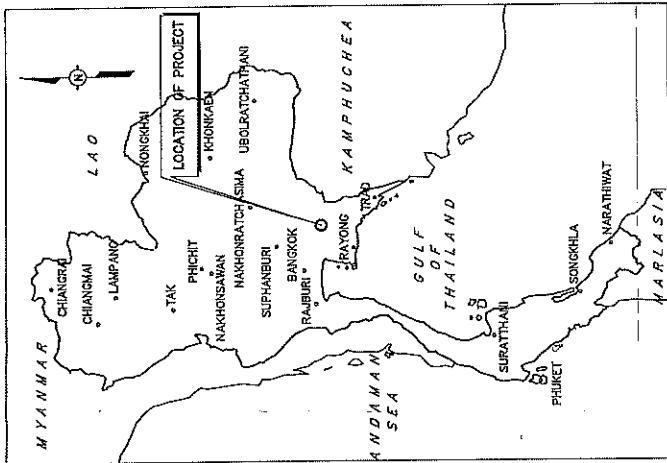 N
MYANMAR
LAO
CHIANGRAI
CHIANGMAI
LAMPANG
NONGKHAI
LOCATION OF PROJECT
TAK
PHICHIT
KHONKAEN
NAKHONSAWAN
NAKHONRATCHASIMA
UBOLRATCHATHANI
SUPHANBURI
BANGKOK
RAJBURI
RAYONG
TRAD
KAMPHUCHEA
GULF
OF
THAILAND
ANDAMAN
SEA
SURATTHANI
PHUKET
SONGKHLA
NARATHIWAT
MARLASIA